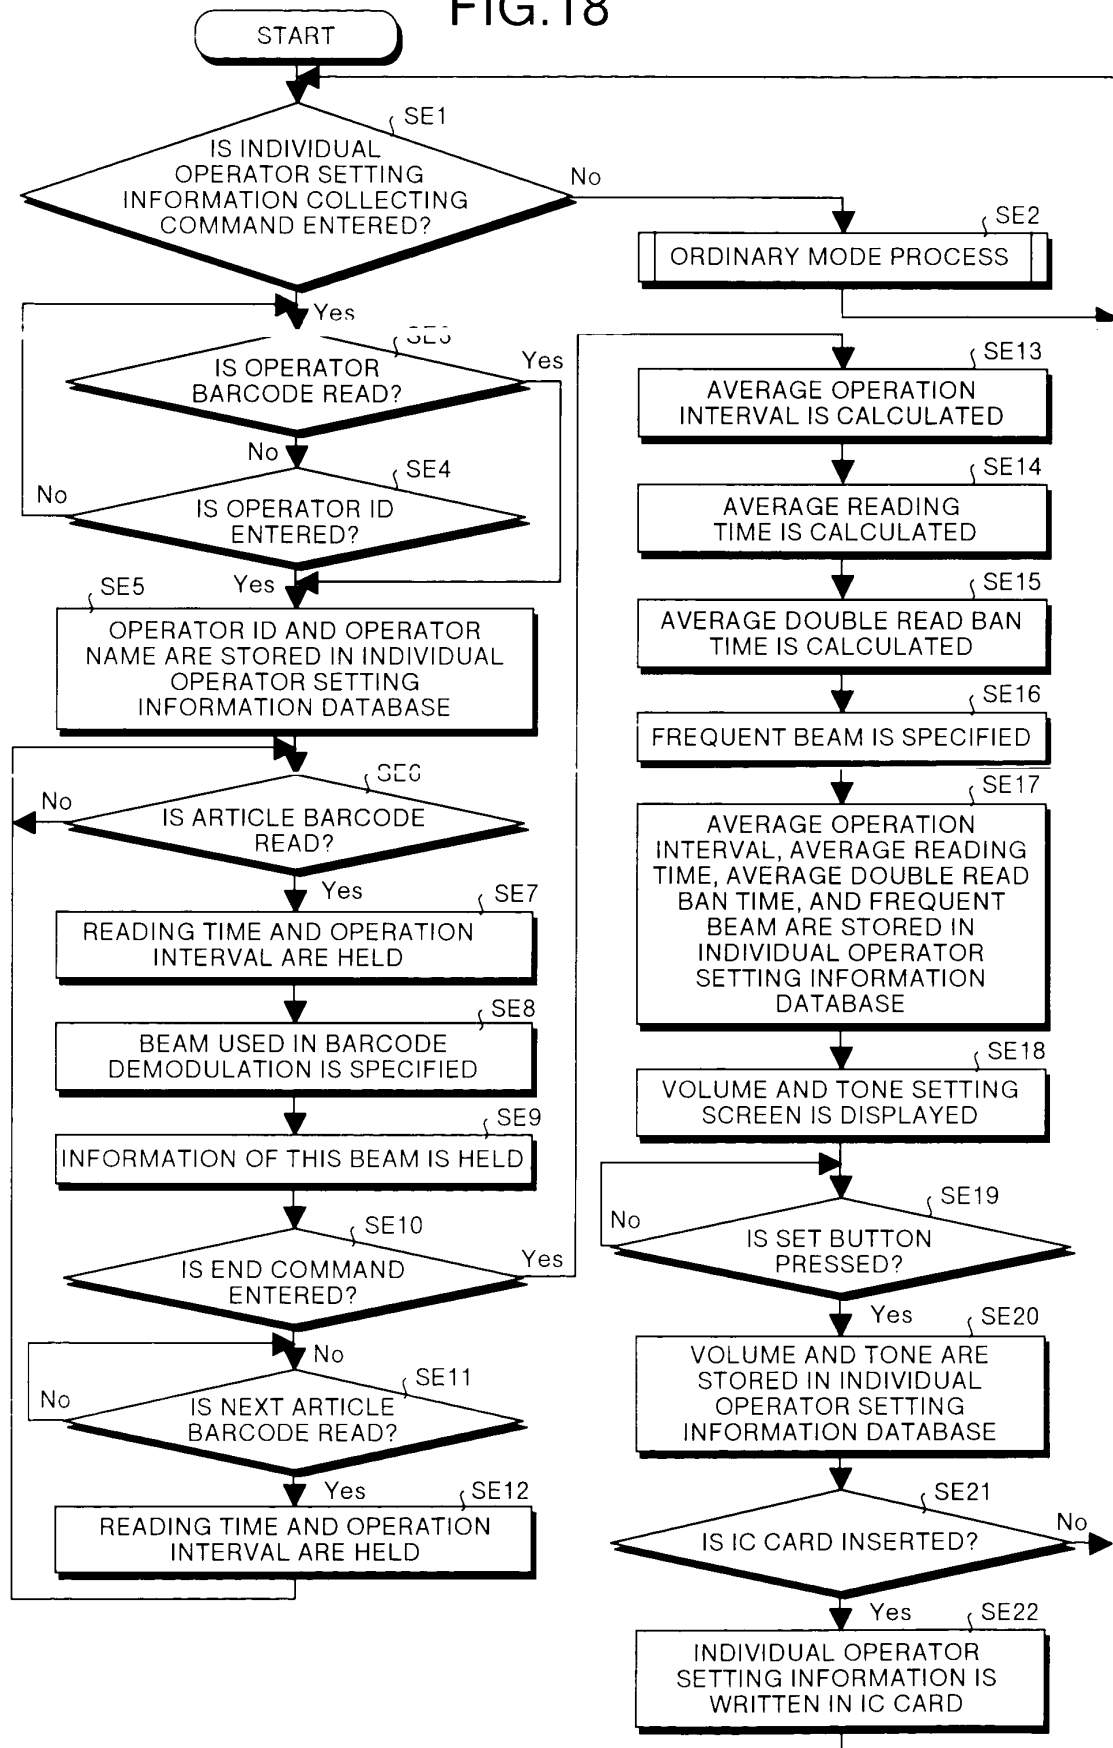 FIG.18
START
SE1
IS INDIVIDUAL
OPERATOR SETTING
INFORMATION COLLECTING
COMMAND ENTERED?
No
SE2
ORDINARY MODE PROCESS
Yes
IS OPERATOR
BARCODE READ?
Yes
No
SE4
No
IS OPERATOR ID
ENTERED?
Yes
SE5
OPERATOR ID AND OPERATOR
NAME ARE STORED IN INDIVIDUAL
OPERATOR SETTING
INFORMATION DATABASE
No
IS ARTICLE BARCODE
READ?
Yes
SE7
READING TIME AND OPERATION
INTERVAL ARE HELD
SE8
BEAM USED IN BARCODE
DEMODULATION IS SPECIFIED
SE9
INFORMATION OF THIS BEAM IS HELD
SE10
IS END COMMAND
ENTERED?
Yes
No
SE11
No
IS NEXT ARTICLE
BARCODE READ?
Yes
SE12
READING TIME AND OPERATION
INTERVAL ARE HELD
SE13
AVERAGE OPERATION
INTERVAL IS CALCULATED
SE14
AVERAGE READING
TIME IS CALCULATED
SE15
AVERAGE DOUBLE READ BAN
TIME IS CALCULATED
SE16
FREQUENT BEAM IS SPECIFIED
SE17
AVERAGE OPERATION
INTERVAL, AVERAGE READING
TIME, AVERAGE DOUBLE READ
BAN TIME, AND FREQUENT
BEAM ARE STORED IN
INDIVIDUAL OPERATOR
SETTING INFORMATION
DATABASE
SE18
VOLUME AND TONE SETTING
SCREEN IS DISPLAYED
SE19
No
IS SET BUTTON
PRESSED?
Yes
SE20
VOLUME AND TONE ARE
STORED IN INDIVIDUAL
OPERATOR SETTING
INFORMATION DATABASE
SE21
IS IC CARD INSERTED?
No
Yes
SE22
INDIVIDUAL OPERATOR
SETTING INFORMATION IS
WRITTEN IN IC CARD